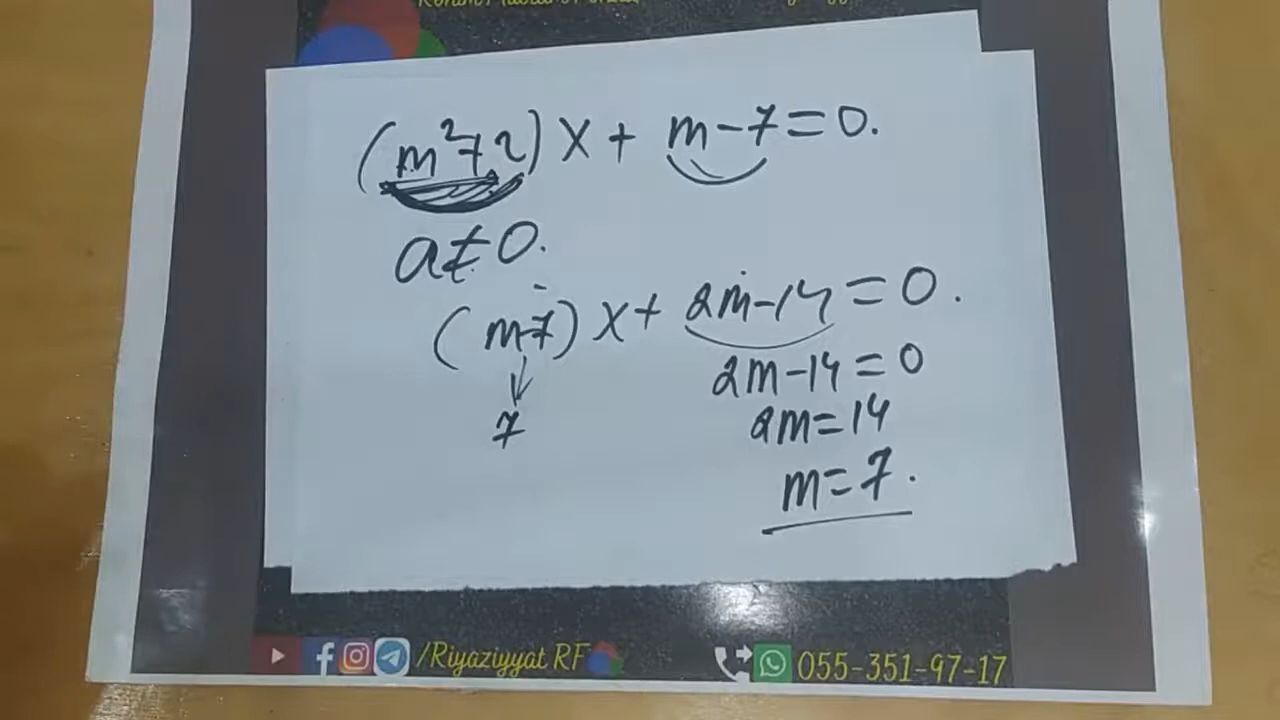 (m²+2)x + m-7=0.
a≠0.
(m-7)x + 2m-14=0.
2m-14=0
7
2m=14
m=7.
/Riyaziyyat RF
055-351-97-17